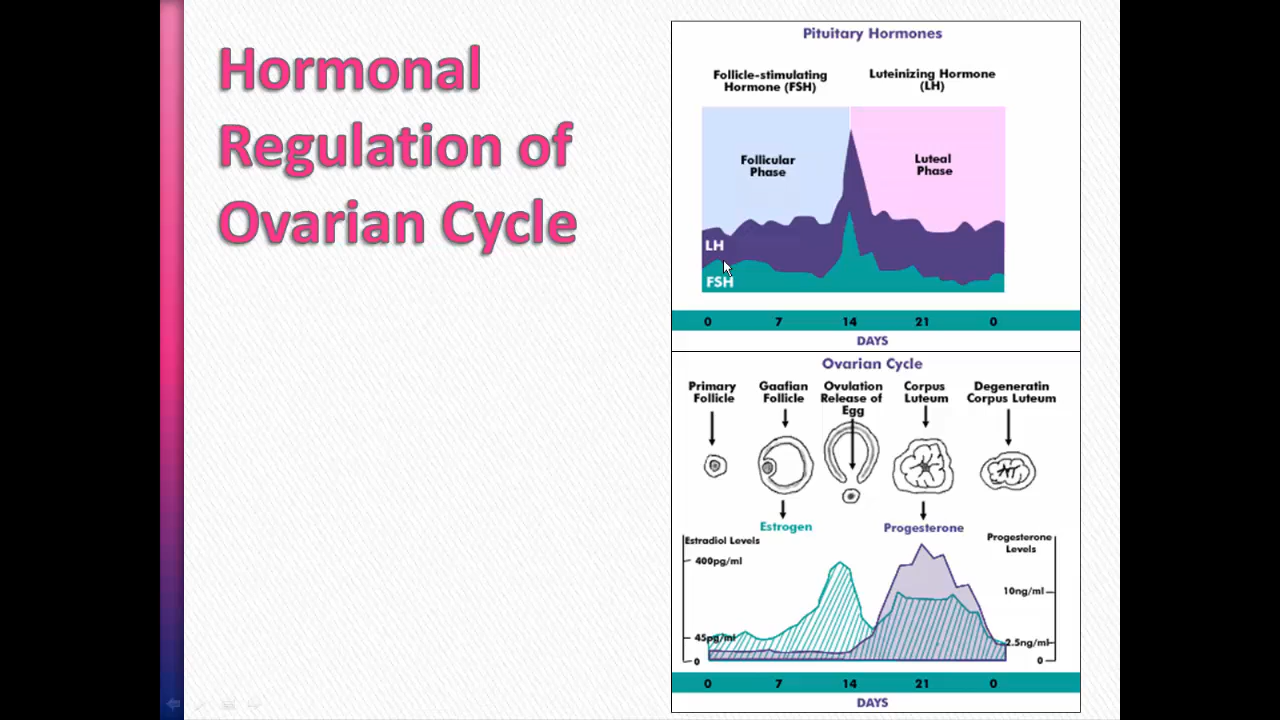 Hormonal
Regulation of
Ovarian Cycle
Pituitary Hormones
Follicle-stimulating
Hormone (FSH)
Luteinizing Hormone
(LH)
Follicular
Phase
Luteal
Phase
LH
FSH
0 7 14 21 0
DAYS
Ovarian Cycle
Primary
Follicle
Gaafian
Follicle
Ovulation
Release of
Egg
Corpus
Luteum
Degeneratin
Corpus Luteum
Estrogen
Progesterone
Estradiol Levels
400pg/ml
45pg/ml
0
Progesterone
Levels
10ng/ml
2.5ng/ml
0
0 7 14 21 0
DAYS